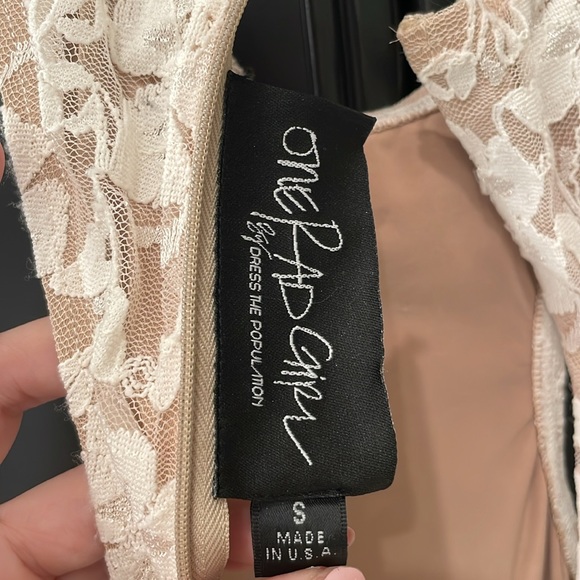 one RAD Girl
By DRESS THE POPULATION
S
MADE
IN U.S.A.